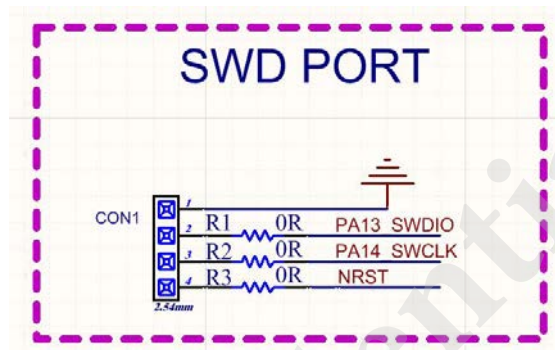 SWD PORT
CON1
1
2 R1 0R PA13 SWDIO
3 R2 0R PA14 SWCLK
4 R3 0R NRST
2.54mm